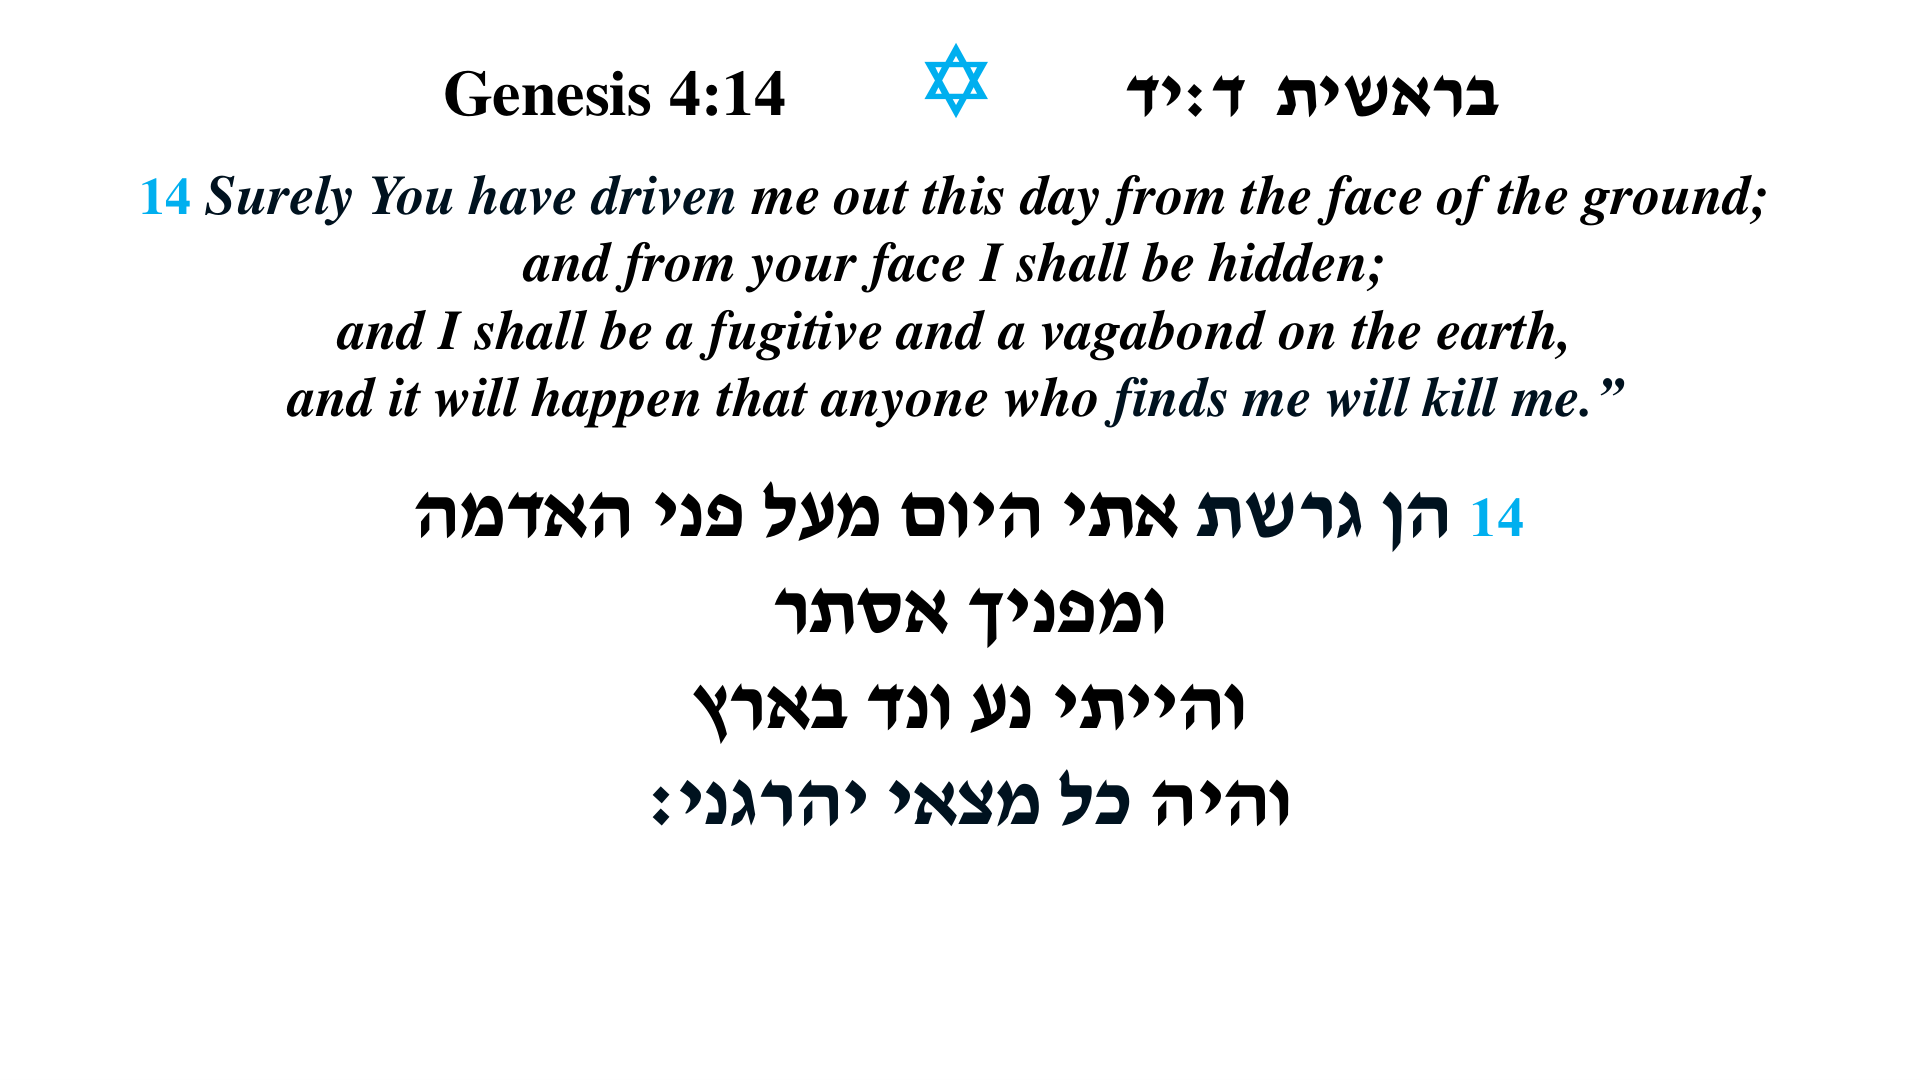 Genesis 4:14 ✡ בראשית ד:יד
14 Surely You have driven me out this day from the face of the ground;
and from your face I shall be hidden;
and I shall be a fugitive and a vagabond on the earth,
and it will happen that anyone who finds me will kill me.”
14 הן גרשת אתי היום מעל פני האדמה
ומפניך אסתר
והייתי נע ונד בארץ
והיה כל מצאי יהרגני: